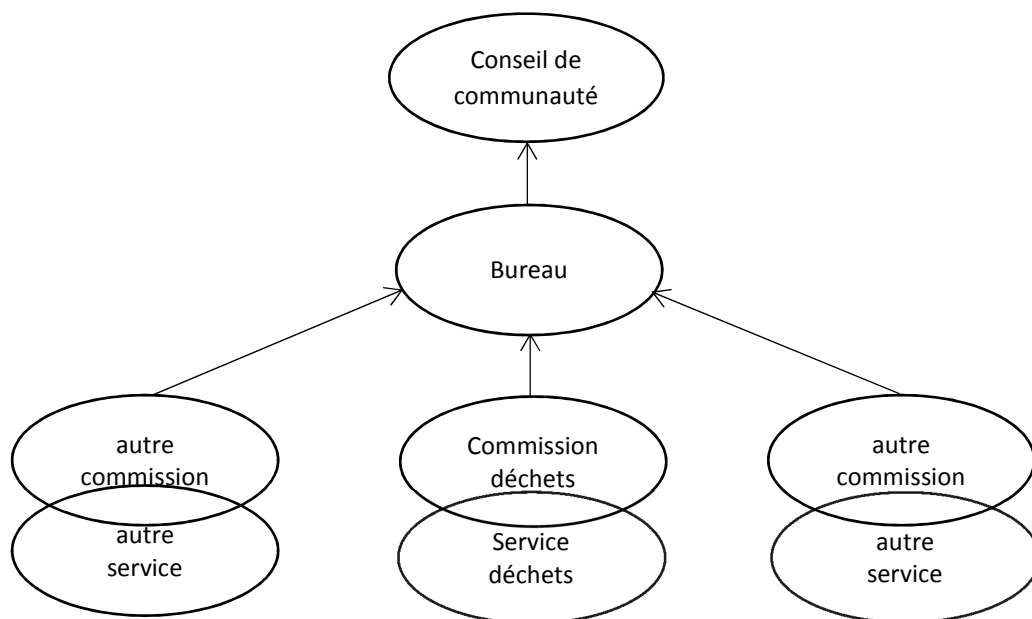 Conseil de
communauté
Bureau
autre
commission
autre
service
Commission
déchets
Service
déchets
autre
commission
autre
service